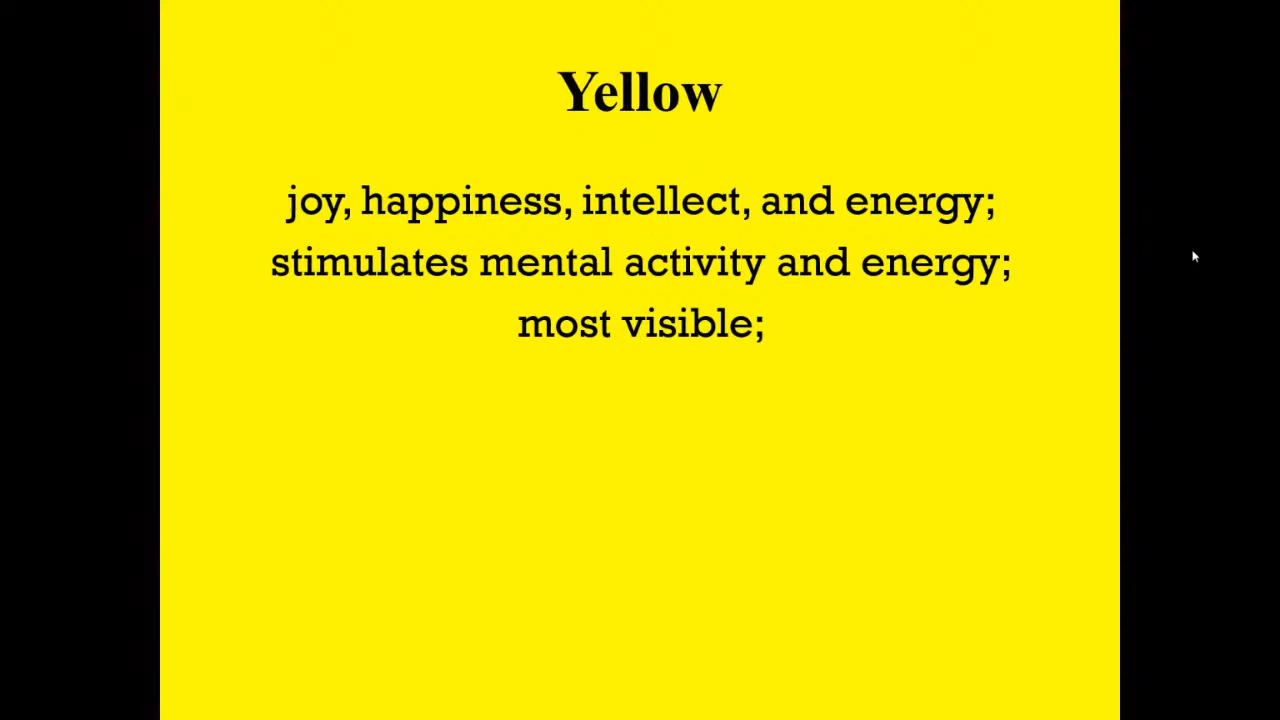 Yellow
joy, happiness, intellect, and energy;
stimulates mental activity and energy;
most visible;